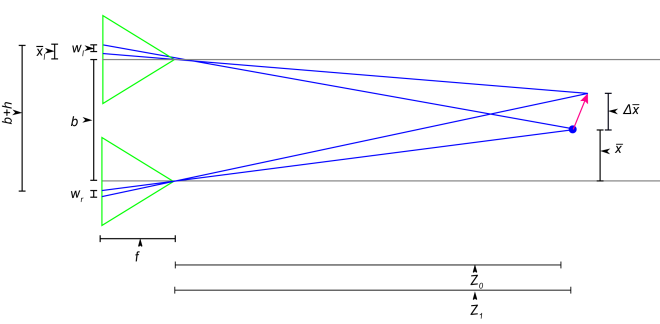 x̅ₗ
wₗ
b+h
b
Δx̅
x̅
wᵣ
f
Z₀
Z₁